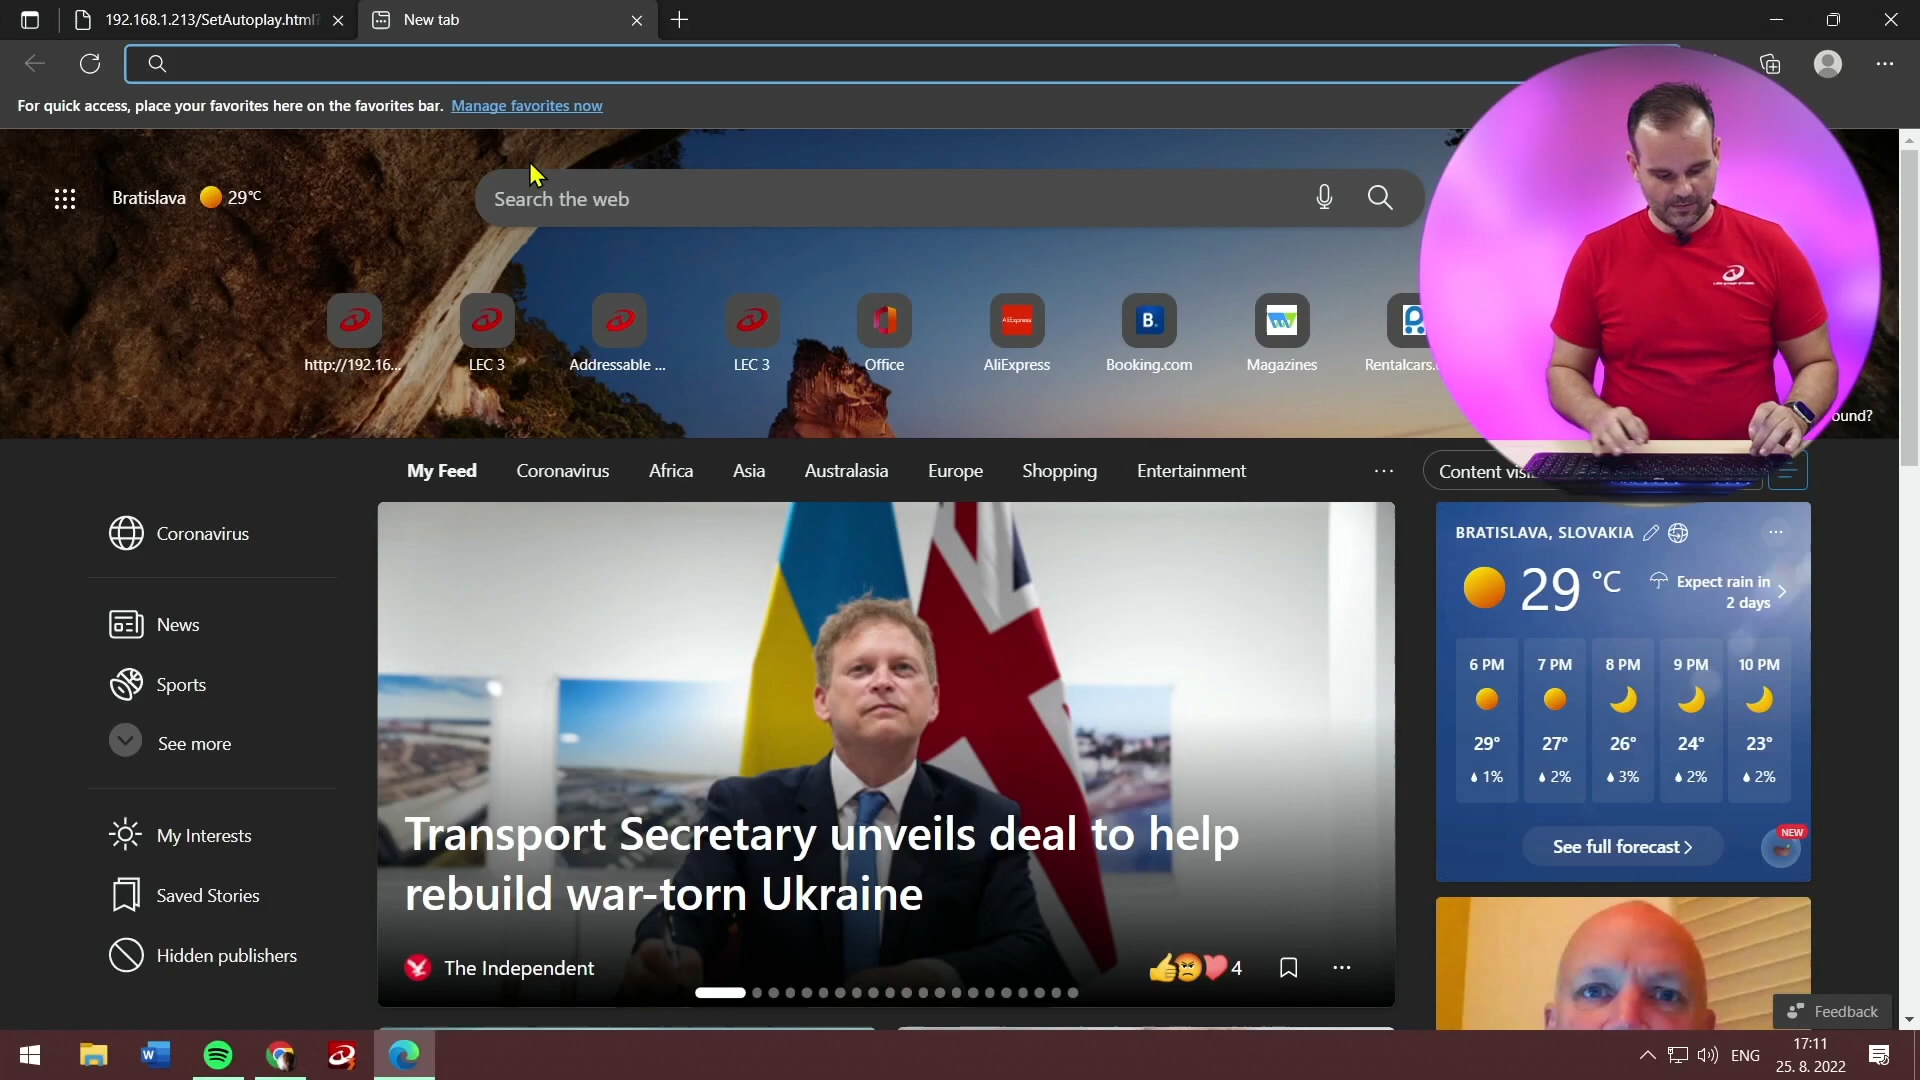 192.168.1.213/SetAutoplay.html?
New tab
For quick access, place your favorites here on the favorites bar. Manage favorites now
Bratislava 29°C
Search the web
http://192.16...
LEC 3
Addressable ...
LEC 3
Office
AliExpress
AliExpress
B.
Booking.com
Magazines
Rentalcars.
ound?
My Feed
Coronavirus
Africa
Asia
Australasia
Europe
Shopping
Entertainment
Content
Coronavirus
News
Sports
See more
My Interests
Saved Stories
Hidden publishers
Transport Secretary unveils deal to help
rebuild war-torn Ukraine
The Independent
4
BRATISLAVA, SLOVAKIA
29 °C
Expect rain in
2 days
6 PM 7 PM 8 PM 9 PM 10 PM
29° 27° 26° 24° 23°
1% 2% 3% 2% 2%
See full forecast
NEW
Feedback
ENG
17:11
25. 8. 2022